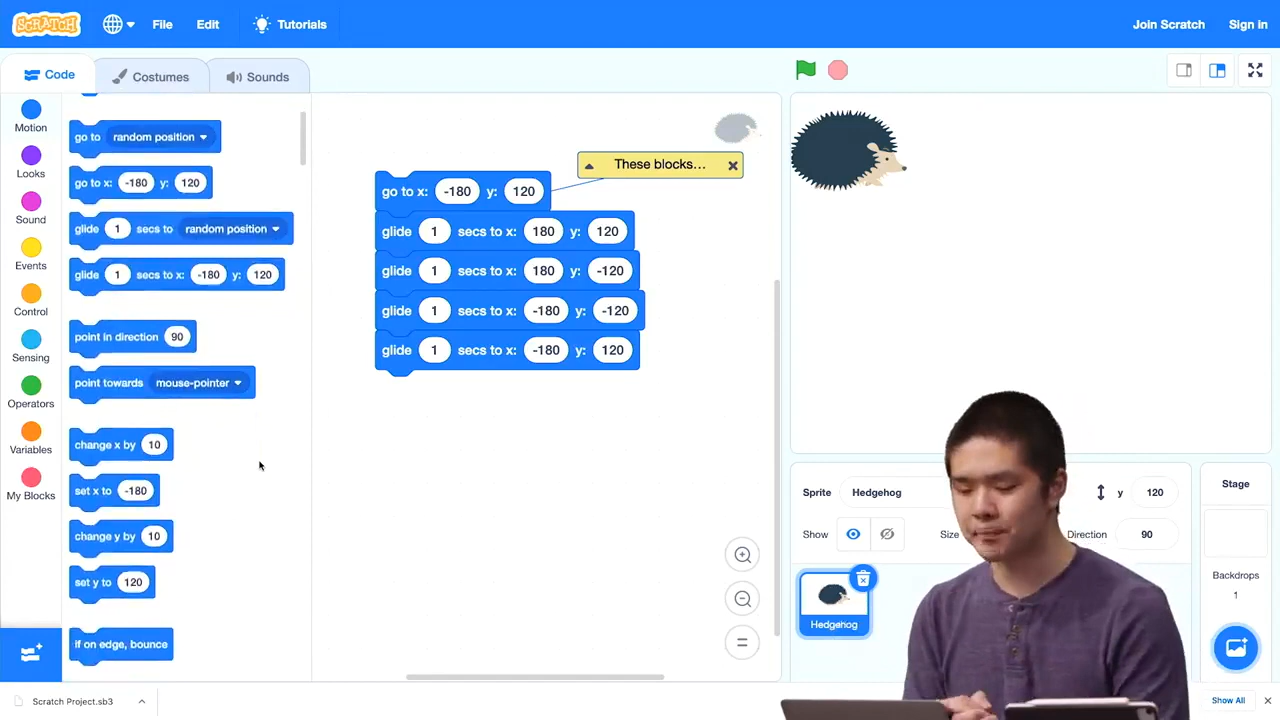 SCRATCH File Edit Tutorials Join Scratch Sign in
Code Costumes Sounds
Motion
Looks
Sound
Events
Control
Sensing
Operators
Variables
My Blocks
go to random position
go to x: -180 y: 120
glide 1 secs to random position
glide 1 secs to x: -180 y: 120
point in direction 90
point towards mouse-pointer
change x by 10
set x to -180
change y by 10
set y to 120
if on edge, bounce
These blocks...
go to x: -180 y: 120
glide 1 secs to x: 180 y: 120
glide 1 secs to x: 180 y: -120
glide 1 secs to x: -180 y: -120
glide 1 secs to x: -180 y: 120
Sprite Hedgehog y 120
Show Size Direction 90
Hedgehog
Stage
Backdrops
1
Scratch Project.sb3 Show All